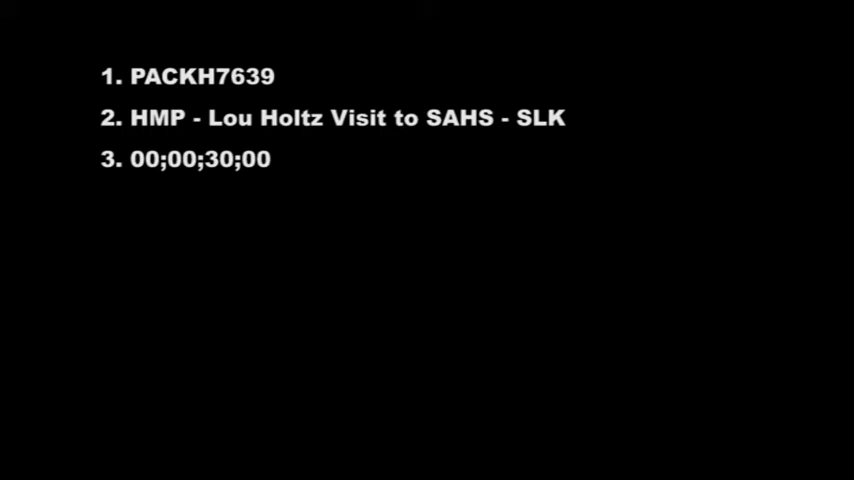 1. PACKH7639
2. HMP - Lou Holtz Visit to SAHS - SLK
3. 00;00;30;00